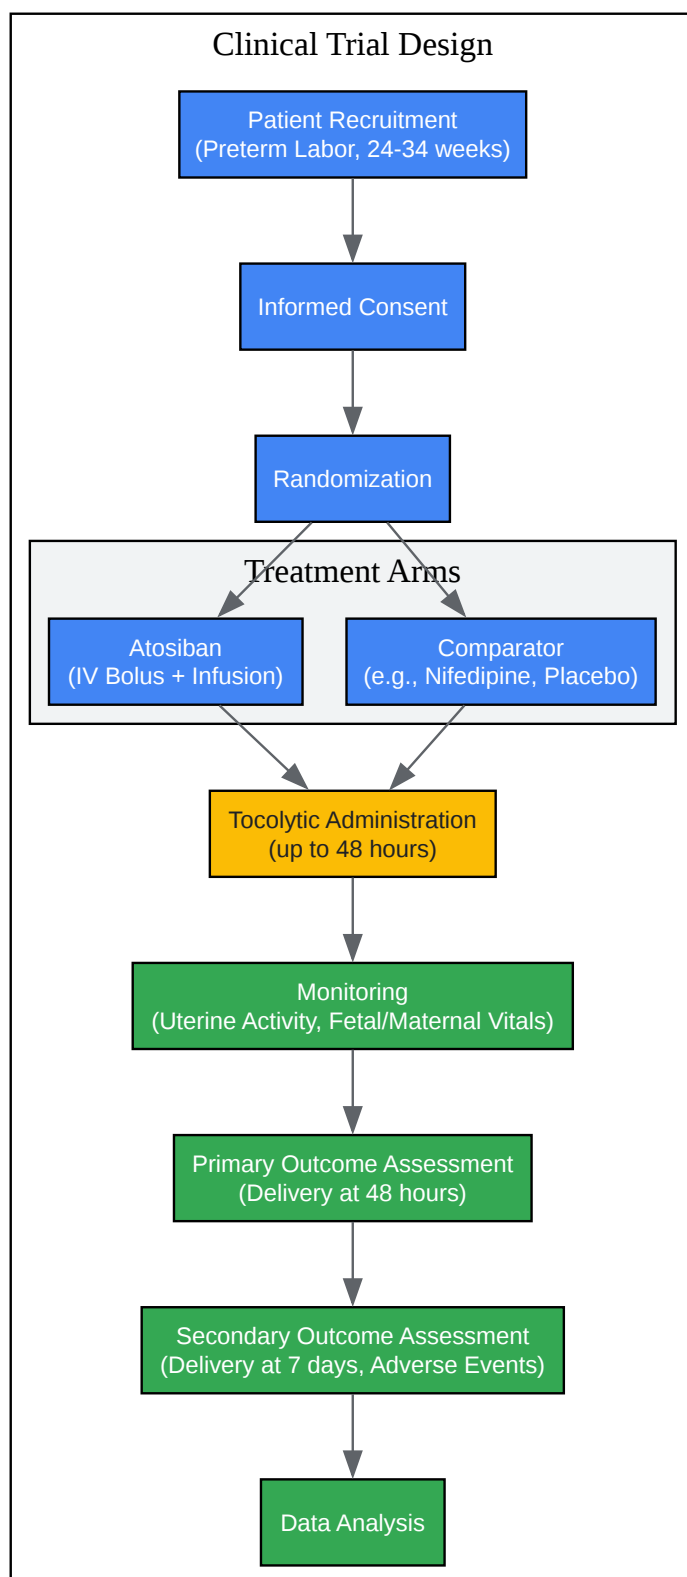 Clinical Trial Design
Patient Recruitment
(Preterm Labor, 24-34 weeks)
Informed Consent
Randomization
Treatment Arms
Atosiban
(IV Bolus + Infusion)
Comparator
(e.g., Nifedipine, Placebo)
Tocolytic Administration
(up to 48 hours)
Monitoring
(Uterine Activity, Fetal/Maternal Vitals)
Primary Outcome Assessment
(Delivery at 48 hours)
Secondary Outcome Assessment
(Delivery at 7 days, Adverse Events)
Data Analysis